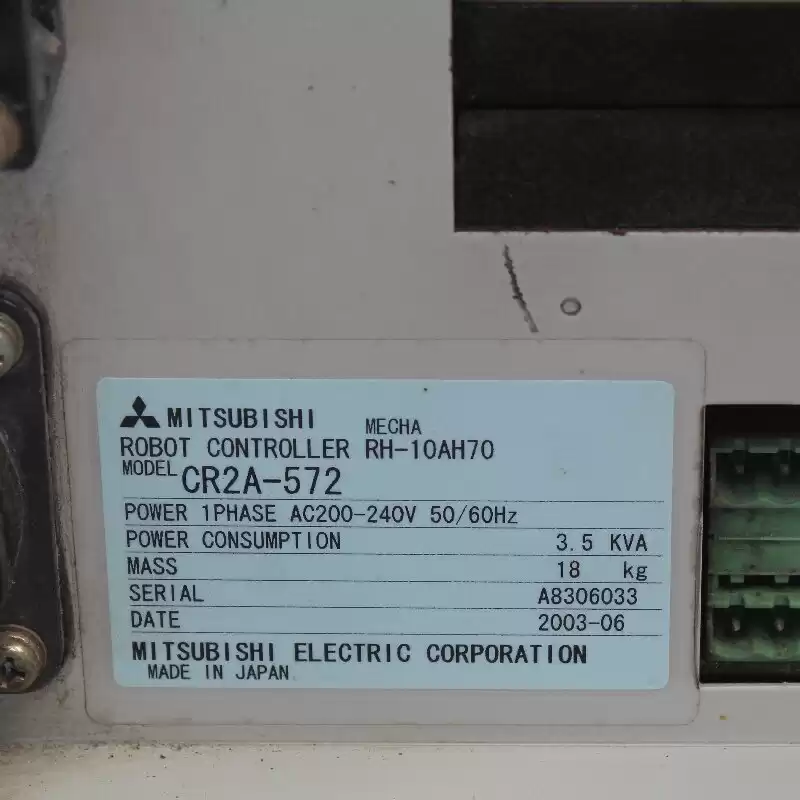 MITSUBISHI
MECHA
ROBOT CONTROLLER RH-10AH70
MODEL CR2A-572
POWER 1PHASE AC200-240V 50/60Hz
POWER CONSUMPTION 3.5 KVA
MASS 18 kg
SERIAL A8306033
DATE 2003-06
MITSUBISHI ELECTRIC CORPORATION
MADE IN JAPAN